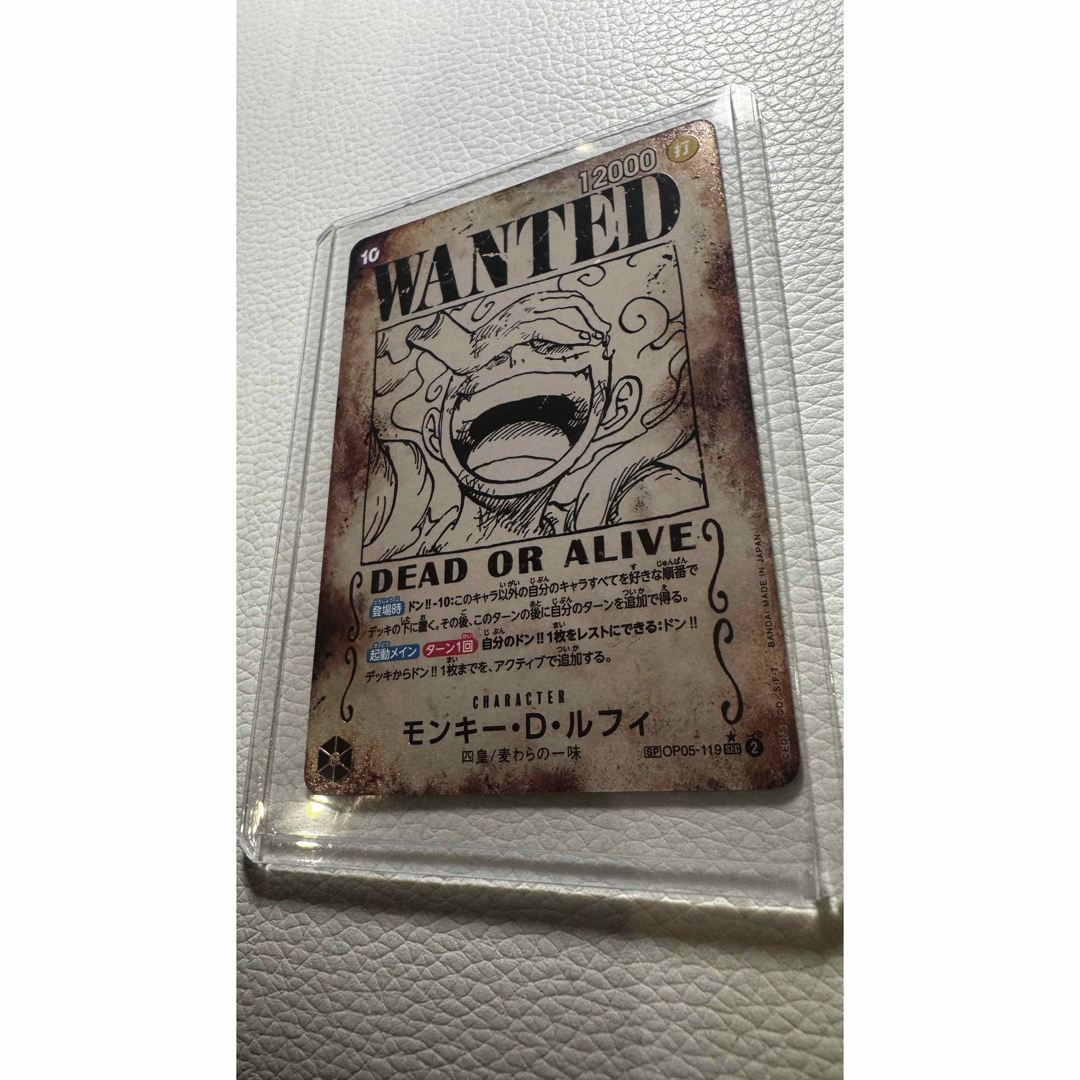 12000 打
10
WANTED
DEAD OR ALIVE
登場時 ドン!!-10:このキャラ以外の自分のキャラすべてを好きな順番で
デッキの下に置く。その後、このターンの後に自分のターンを追加で得る。
起動メイン ターン1回 自分のドン!!1枚をレストにできる:ドン!!
デッキからドン!!1枚までを、アクティブで追加する。
CHARACTER
モンキー・D・ルフィ
四皇/麦わらの一味
SP OP05-119 SEC 2
BANDAI MADE IN JAPAN